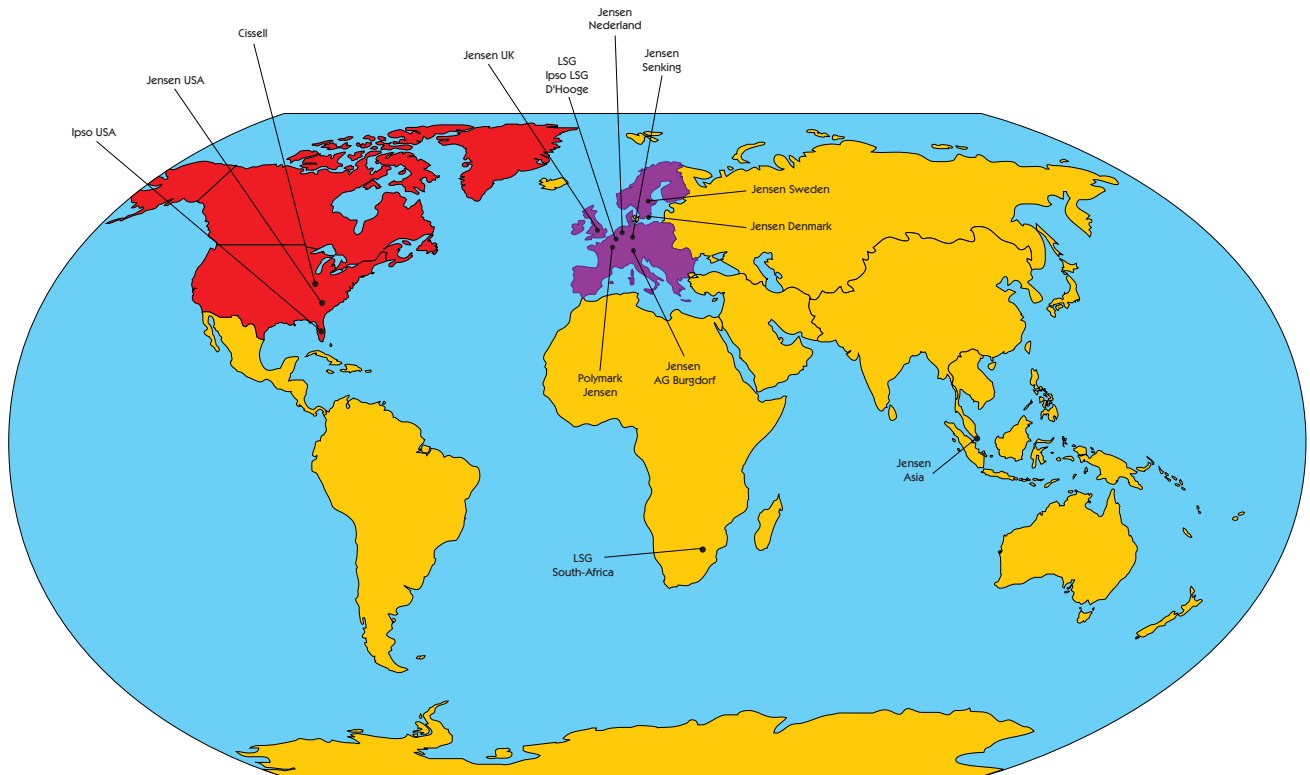 Jensen
Nederland
Cissell
Jensen UK
LSG
Ipso LSG
D'Hooge
Jensen
Senking
Jensen USA
Ipso USA
Jensen Sweden
Jensen Denmark
Polymark
Jensen
Jensen
AG Burgdorf
Jensen
Asia
LSG
South-Africa